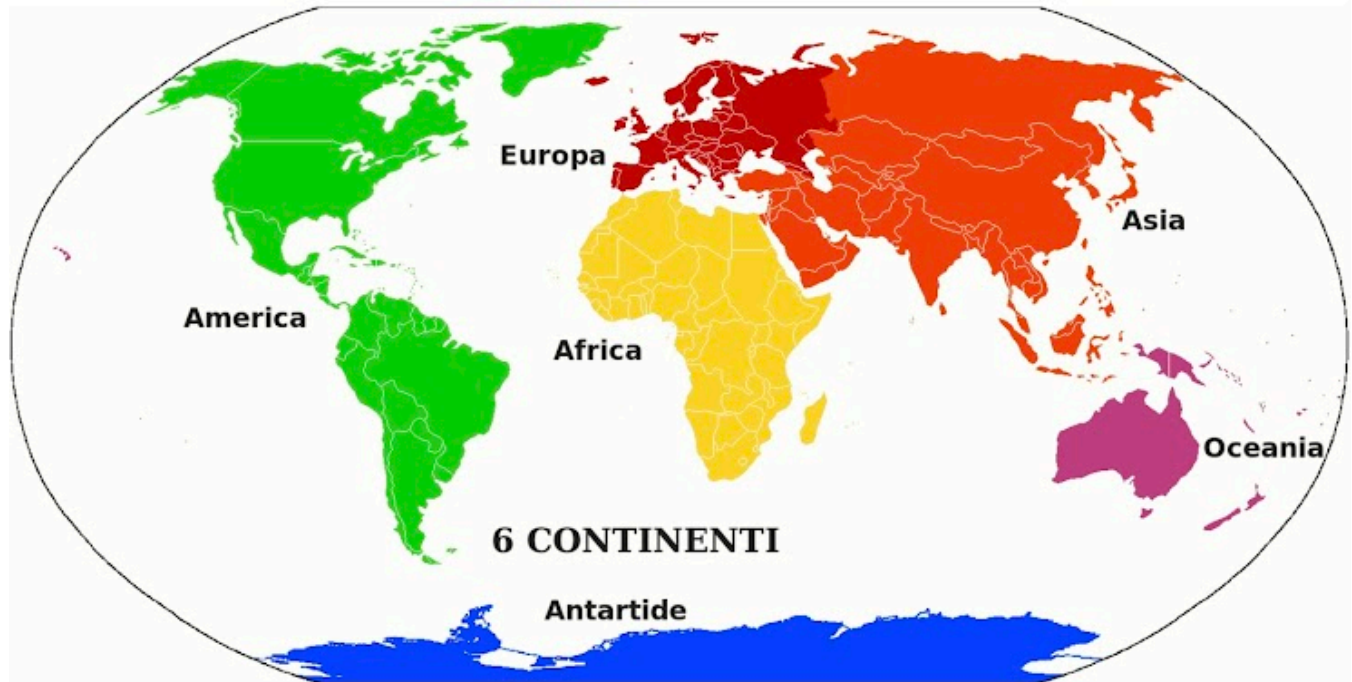 Europa
Asia
America
Africa
Oceania
6 CONTINENTI
Antartide